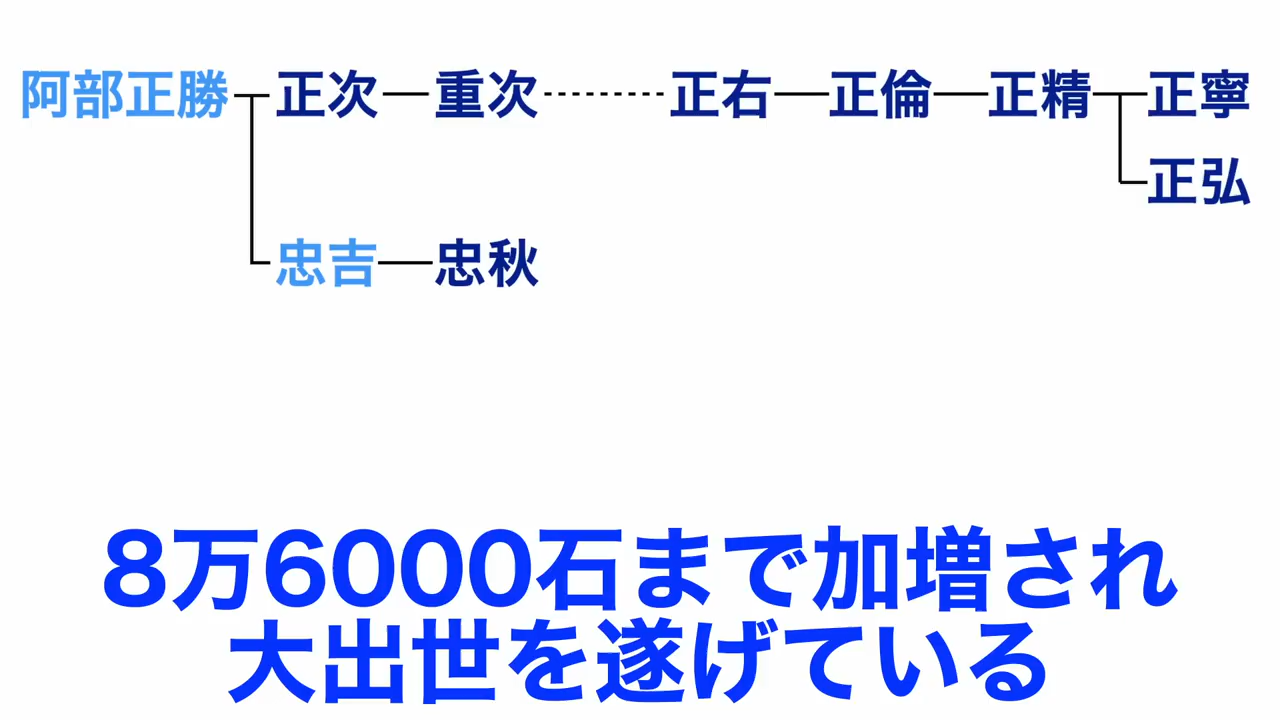 阿部正勝 正次 重次 正右 正倫 正精 正寧
正弘
忠吉 忠秋
8万6000石まで加増され
大出世を遂げている